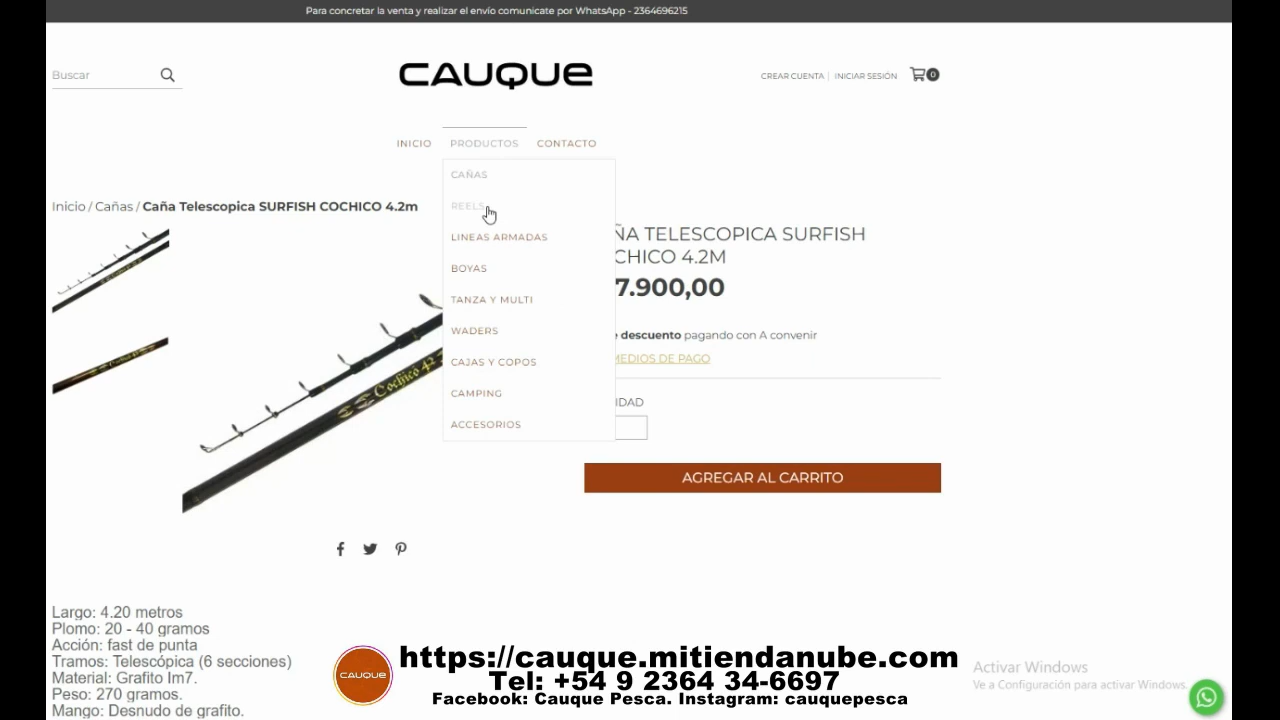 Para concretar la venta y realizar el envío comunicate por WhatsApp - 2364696215
Buscar
CAUQUE
CREAR CUENTA | INICIAR SESIÓN
0
INICIO PRODUCTOS CONTACTO
CAÑAS
REELS
LINEAS ARMADAS
BOYAS
TANZA Y MULTI
WADERS
CAJAS Y COPOS
CAMPING
ACCESORIOS
Inicio / Cañas / Caña Telescopica SURFISH COCHICO 4.2m
ÑA TELESCOPICA SURFISH
CHICO 4.2M
7.900,00
descuento pagando con A convenir
MEDIOS DE PAGO
IDAD
AGREGAR AL CARRITO
Cochico 4.2
Largo: 4.20 metros
Plomo: 20 - 40 gramos
Acción: fast de punta
Tramos: Telescópica (6 secciones)
Material: Grafito Im7.
Peso: 270 gramos.
Mango: Desnudo de grafito.
CAUQUE
https://cauque.mitiendanube.com
Tel: +54 9 2364 34-6697
Facebook: Cauque Pesca. Instagram: cauquepesca
Activar Windows
Ve a Configuración para activar Windows.